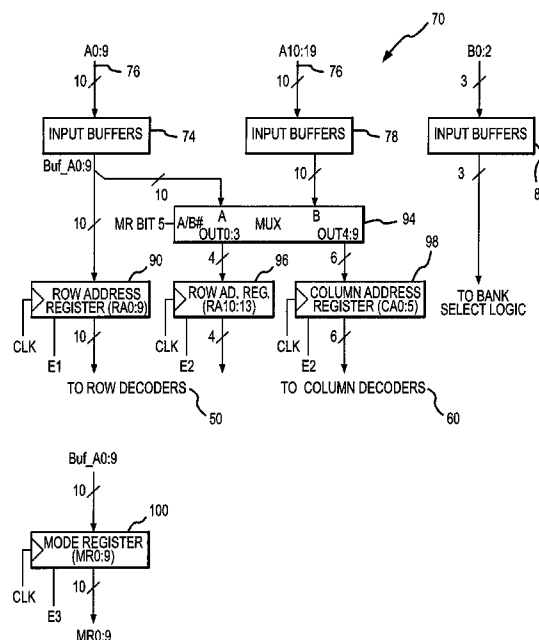 70
A0:9
A10:19
B0:2
76
76
10
10
3
INPUT BUFFERS
74
INPUT BUFFERS
78
INPUT BUFFERS
8
Buf_A0:9
10
10
3
10
MR BIT 5
A/B#
A
MUX
B
OUT0:3
OUT4:9
94
90
4
96
6
98
ROW ADDRESS
REGISTER (RA0:9)
ROW AD. REG.
(RA10:13)
COLUMN ADDRESS
REGISTER (CA0:5)
TO BANK
SELECT LOGIC
CLK
10
CLK
4
CLK
6
E1
E2
E2
TO ROW DECODERS
50
TO COLUMN DECODERS
60
Buf_A0:9
10
100
MODE REGISTER
(MR0:9)
CLK
10
E3
MR0:9